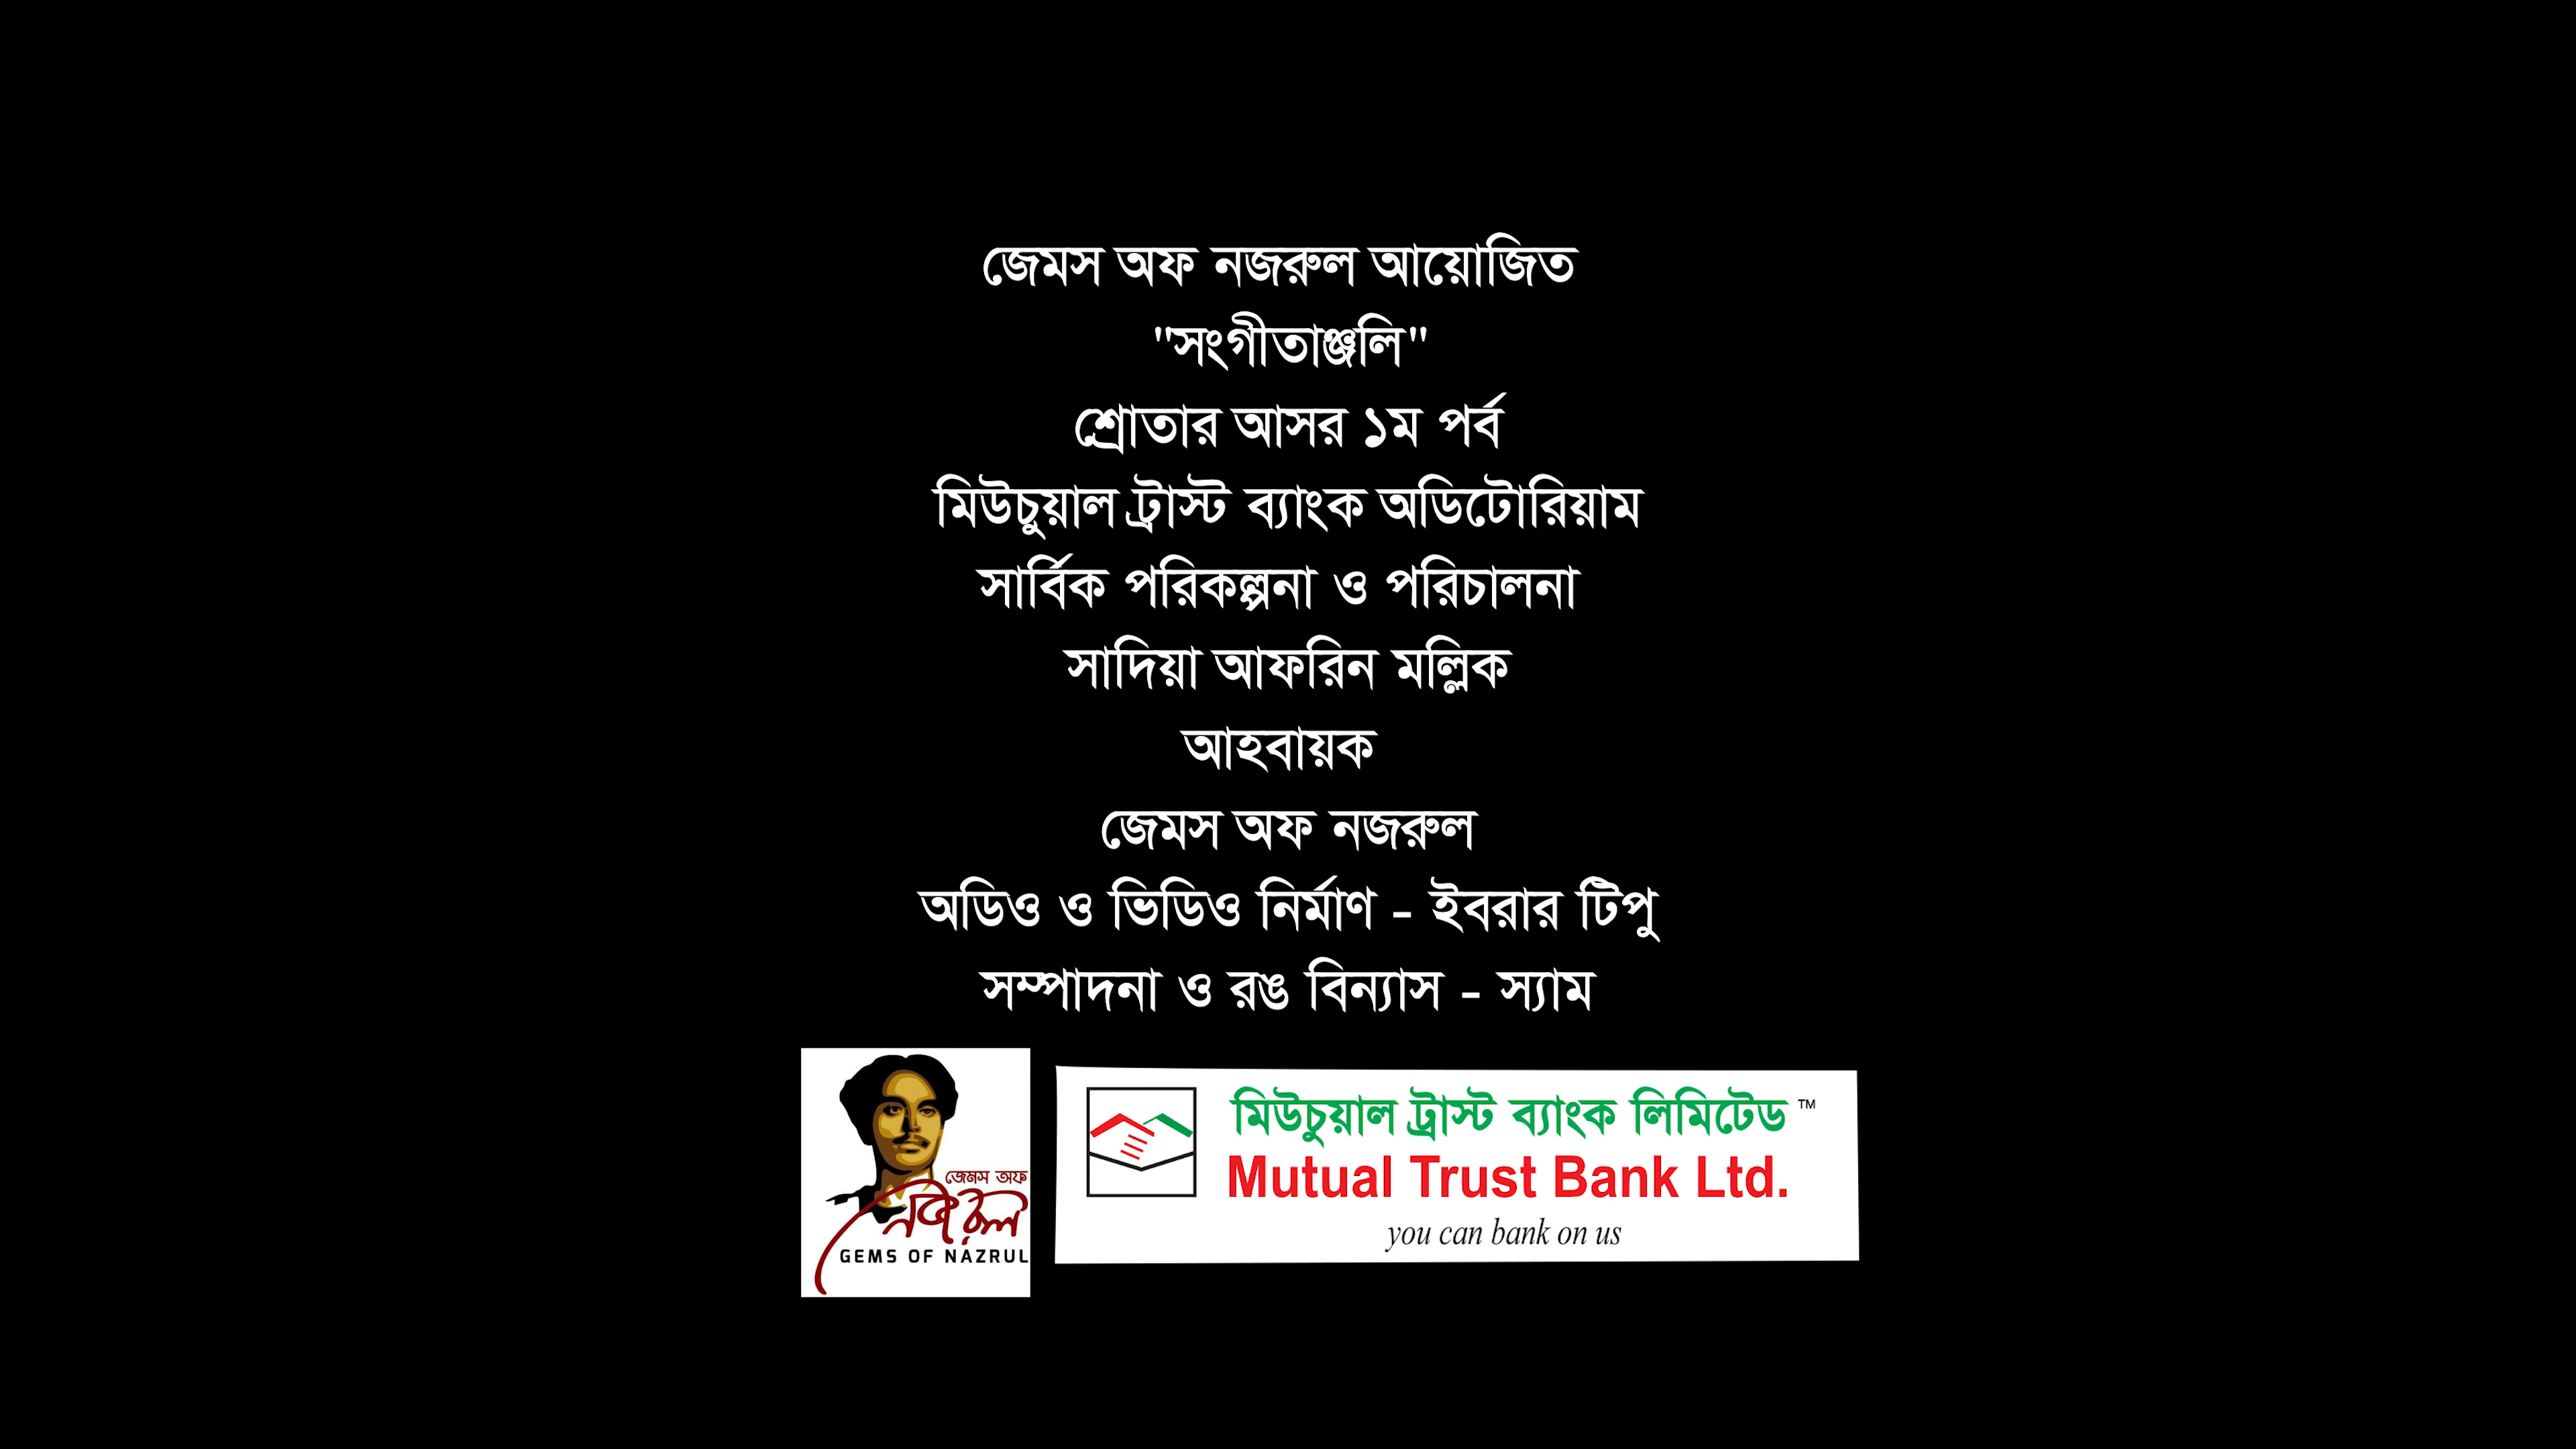 জেমস অফ নজরুল আয়োজিত
"সংগীতাঞ্জলি"
শ্রোতার আসর ১ম পর্ব
মিউচুয়াল ট্রাস্ট ব্যাংক অডিটোরিয়াম
সার্বিক পরিকল্পনা ও পরিচালনা
সাদিয়া আফরিন মল্লিক
আহবায়ক
জেমস অফ নজরুল
অডিও ও ভিডিও নির্মাণ - ইবরার টিপু
সম্পাদনা ও রঙ বিন্যাস - স্যাম
জেমস অফ
নজরুল
GEMS OF NAZRUL
মিউচুয়াল ট্রাস্ট ব্যাংক লিমিটেড ™
Mutual Trust Bank Ltd.
you can bank on us